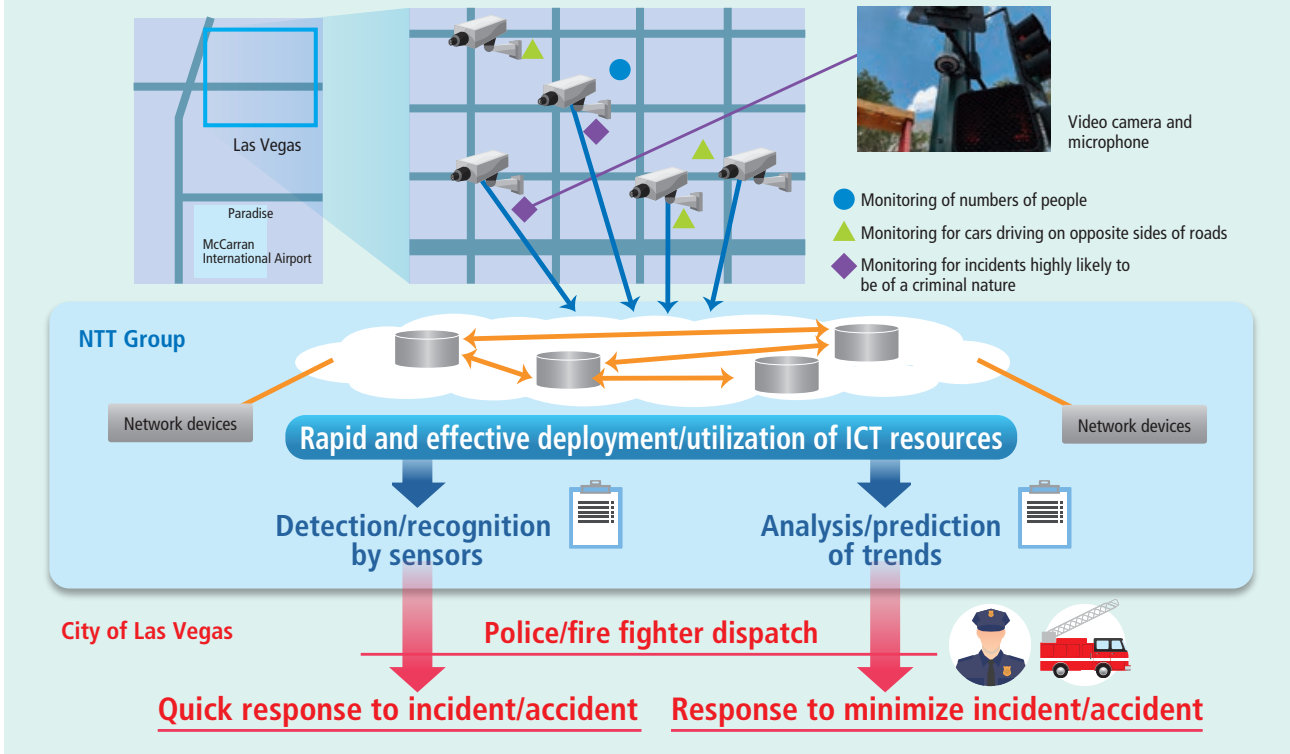 Las Vegas
Paradise
McCarran
International Airport
Video camera and
microphone
Monitoring of numbers of people
Monitoring for cars driving on opposite sides of roads
Monitoring for incidents highly likely to
be of a criminal nature
NTT Group
Network devices
Network devices
Rapid and effective deployment/utilization of ICT resources
Detection/recognition
by sensors
Analysis/prediction
of trends
City of Las Vegas
Police/fire fighter dispatch
Quick response to incident/accident
Response to minimize incident/accident